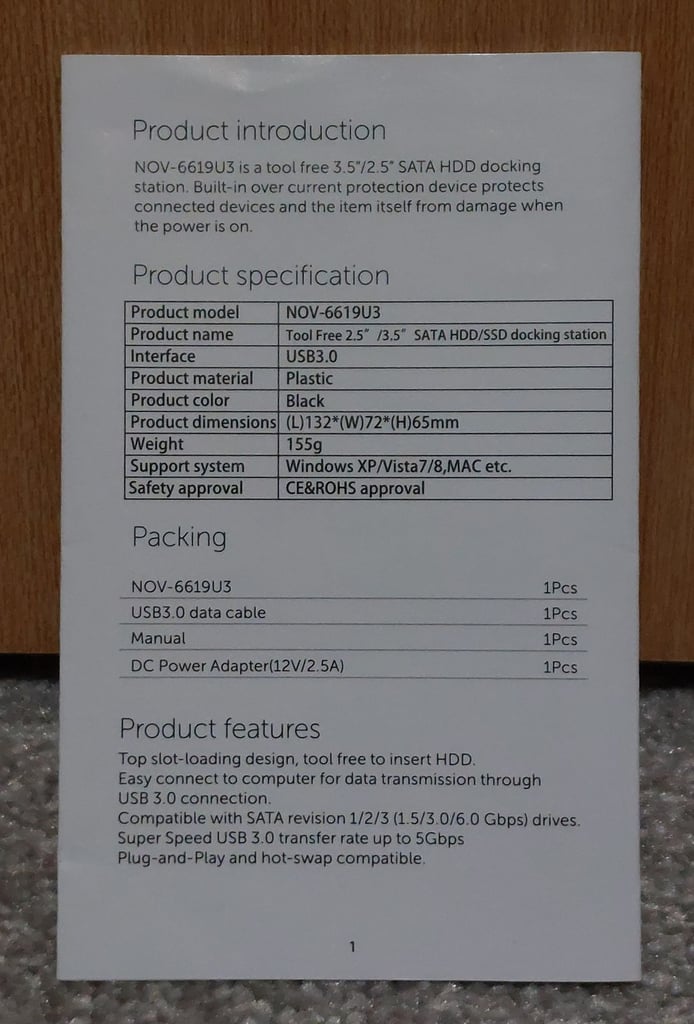 Product introduction
NOV-6619U3 is a tool free 3.5"/2.5" SATA HDD docking
station. Built-in over current protection device protects
connected devices and the item itself from damage when
the power is on.
Product specification
Product model NOV-6619U3
Product name Tool Free 2.5" /3.5" SATA HDD/SSD docking station
Interface USB3.0
Product material Plastic
Product color Black
Product dimensions (L)132*(W)72*(H)65mm
Weight 155g
Support system Windows XP/Vista7/8,MAC etc.
Safety approval CE&ROHS approval
Packing
NOV-6619U3 1Pcs
USB3.0 data cable 1Pcs
Manual 1Pcs
DC Power Adapter(12V/2.5A) 1Pcs
Product features
Top slot-loading design, tool free to insert HDD.
Easy connect to computer for data transmission through
USB 3.0 connection.
Compatible with SATA revision 1/2/3 (1.5/3.0/6.0 Gbps) drives.
Super Speed USB 3.0 transfer rate up to 5Gbps
Plug-and-Play and hot-swap compatible.
1